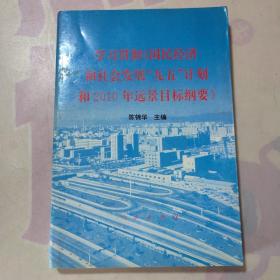 学习贯彻《国民经济
和社会发展“九五”计划
和2010年远景目标纲要》
陈锦华 主编